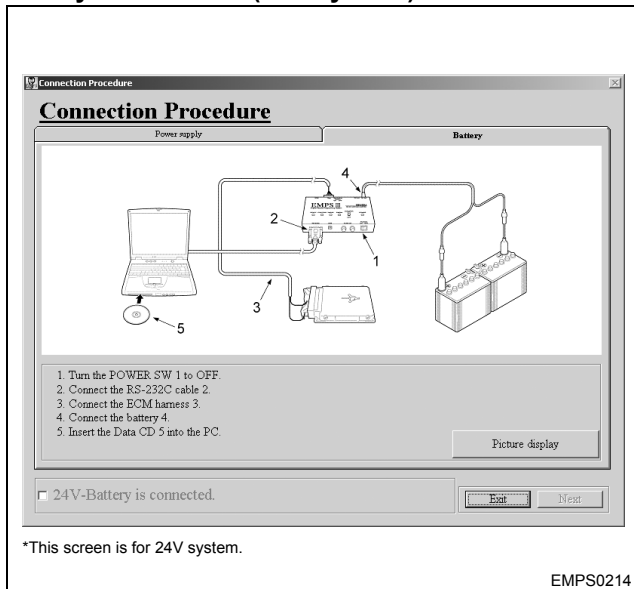 Connection Procedure
Connection Procedure
Power supply
Battery
4
EMPS III
2
1
3
5
1. Turn the POWER SW 1 to OFF.
2. Connect the RS-232C cable 2.
3. Connect the ECM harness 3.
4. Connect the battery 4.
5. Insert the Data CD 5 into the PC.
Picture display
24V-Battery is connected.
Exit
Next
*This screen is for 24V system.
EMPS0214